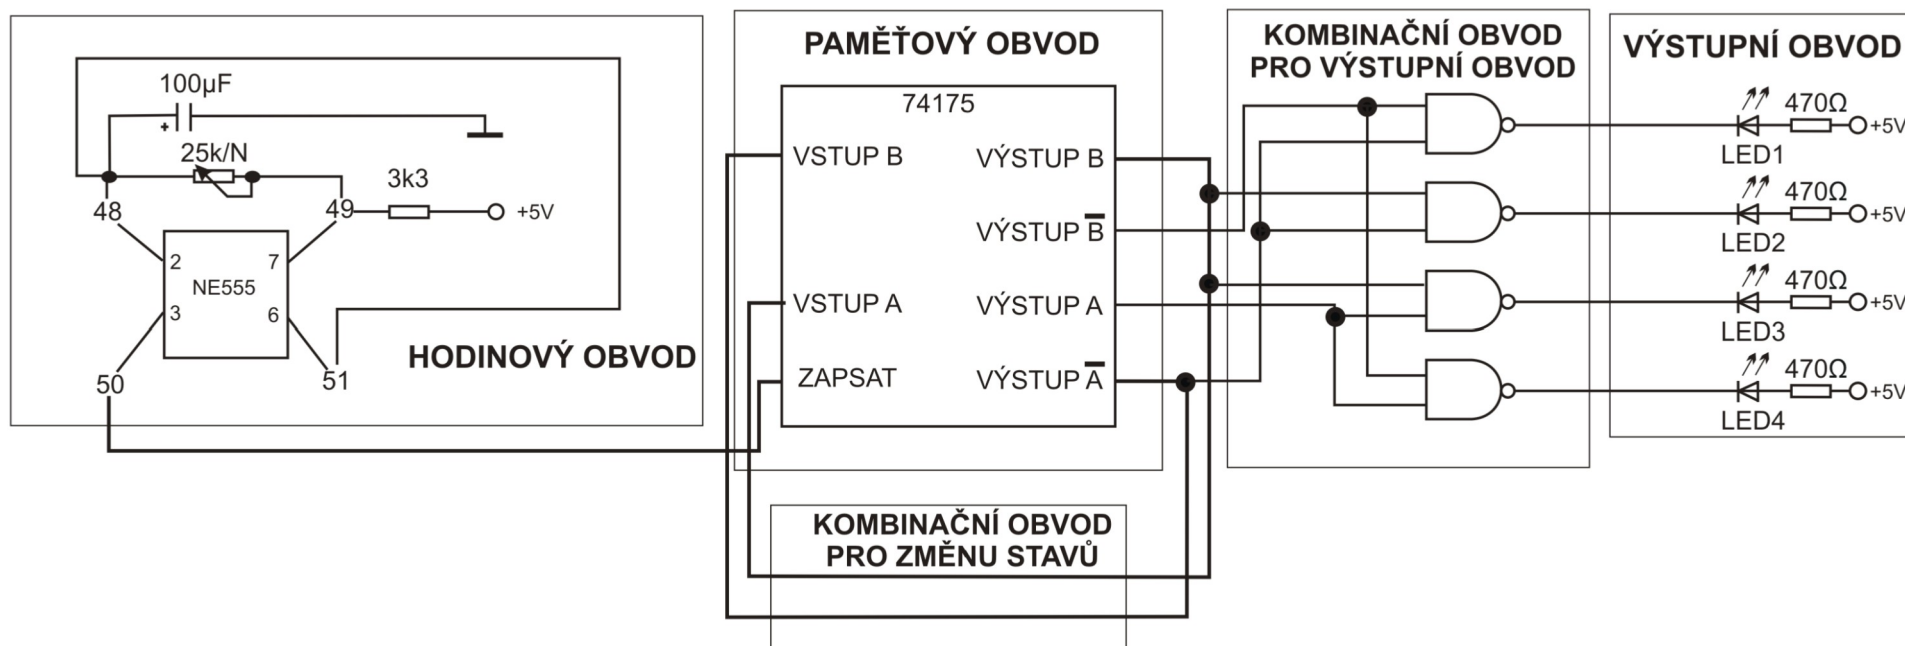 100µF
25k/N
3k3
48
49
+5V
2
7
NE555
3
6
50
51
HODINOVÝ OBVOD
PAMĚŤOVÝ OBVOD
74175
VSTUP B
VÝSTUP B
VÝSTUP B̅
VSTUP A
VÝSTUP A
ZAPSAT
VÝSTUP A̅
KOMBINAČNÍ OBVOD
PRO ZMĚNU STAVŮ
KOMBINAČNÍ OBVOD
PRO VÝSTUPNÍ OBVOD
VÝSTUPNÍ OBVOD
470Ω
+5V
LED1
470Ω
+5V
LED2
470Ω
+5V
LED3
470Ω
+5V
LED4